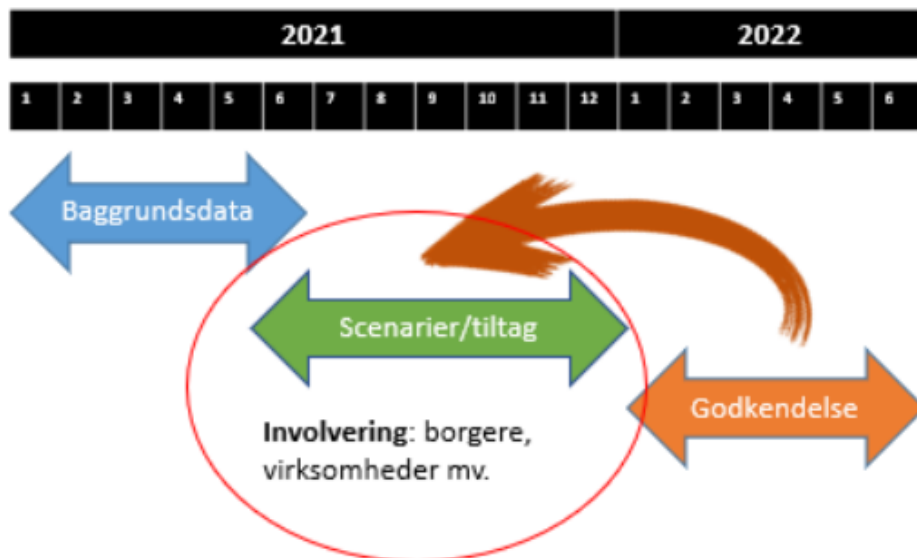 2021 2022
1 2 3 4 5 6 7 8 9 10 11 12 1 2 3 4 5 6
Baggrundsdata
Scenarier/tiltag
Godkendelse
Involvering: borgere,
virksomheder mv.